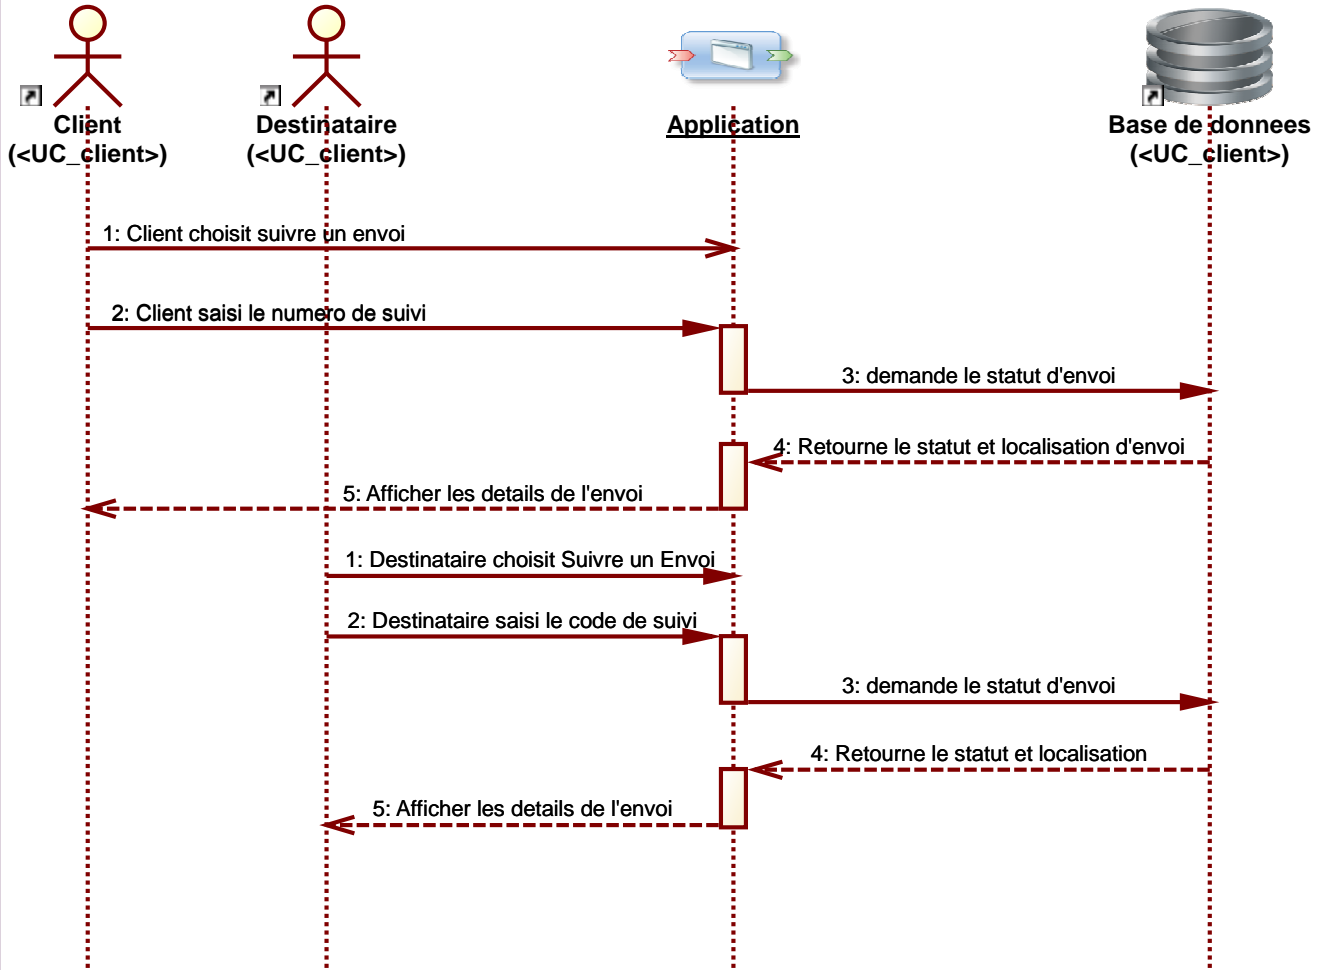 Client
(<UC_client>)
Destinataire
(<UC_client>)
Application
Base de donnees
(<UC_client>)
1: Client choisit suivre un envoi
2: Client saisi le numero de suivi
3: demande le statut d'envoi
4: Retourne le statut et localisation d'envoi
5: Afficher les details de l'envoi
1: Destinataire choisit Suivre un Envoi
2: Destinataire saisi le code de suivi
3: demande le statut d'envoi
4: Retourne le statut et localisation
5: Afficher les details de l'envoi